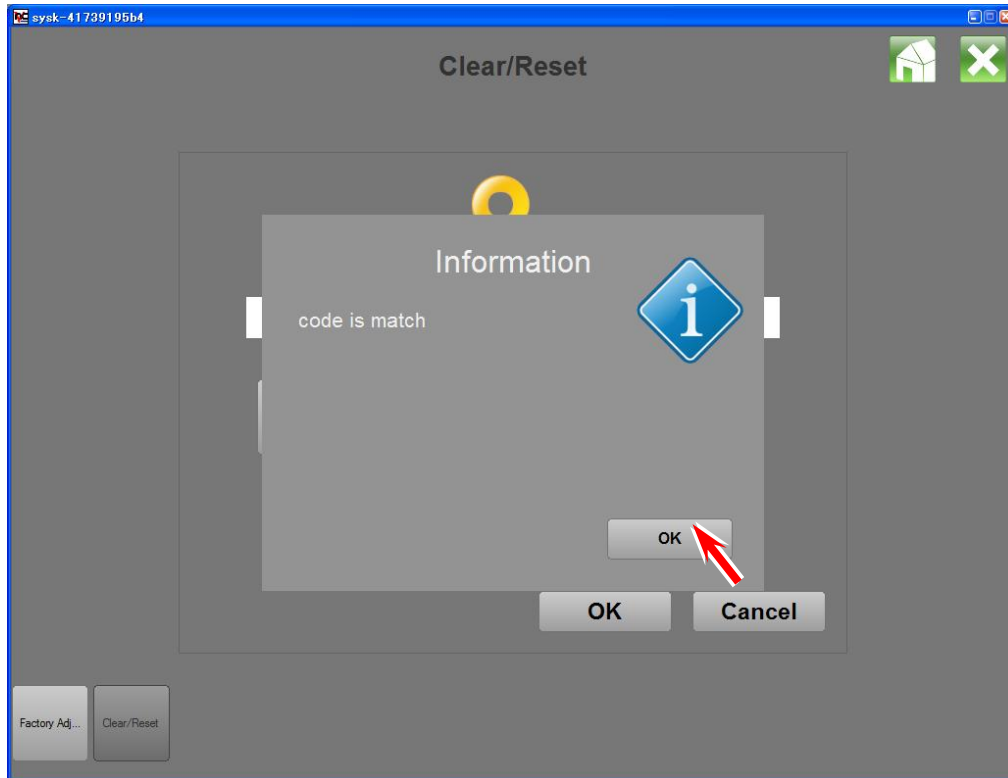 sysk-41739195b4
Clear/Reset
Information
i
code is match
OK
OK
Cancel
Factory Adj...
Clear/Reset